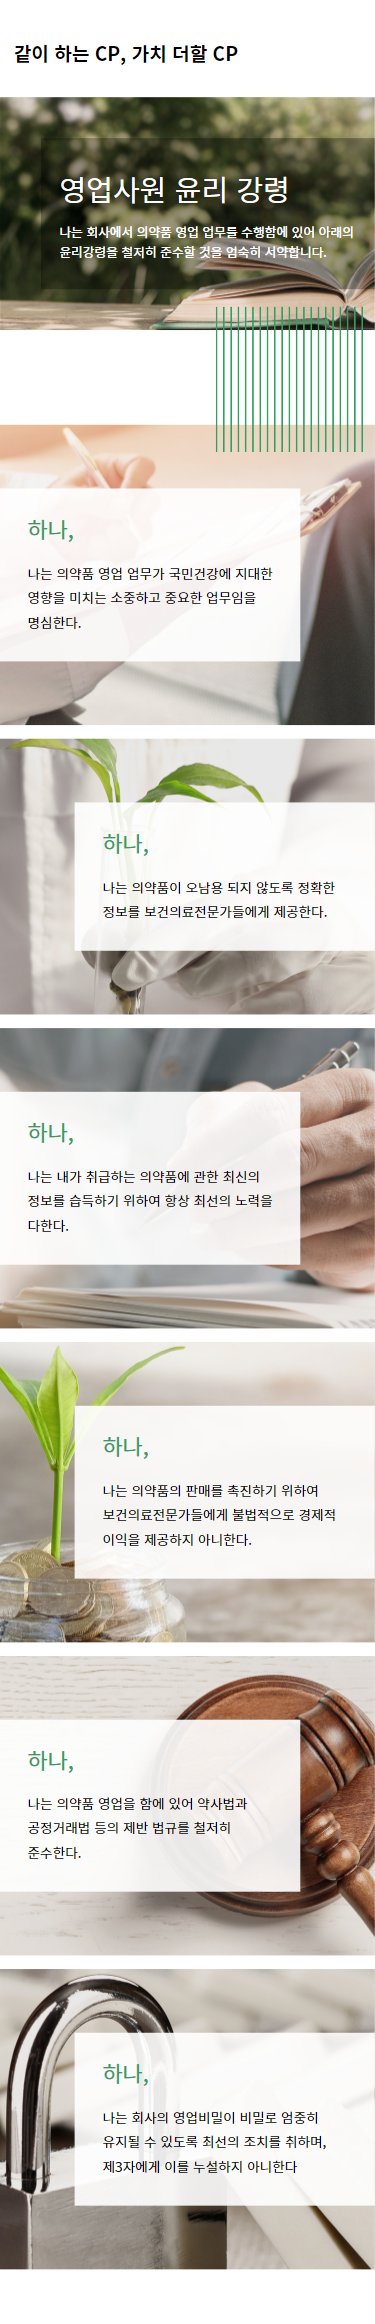 같이 하는 CP, 가치 더할 CP
영업사원 윤리 강령
나는 회사에서 의약품 영업 업무를 수행함에 있어 아래의
윤리강령을 철저히 준수할 것을 엄숙히 서약합니다.
하나,
나는 의약품 영업 업무가 국민건강에 지대한
영향을 미치는 소중하고 중요한 업무임을
명심한다.
하나,
나는 의약품이 오남용 되지 않도록 정확한
정보를 보건의료전문가들에게 제공한다.
하나,
나는 내가 취급하는 의약품에 관한 최신의
정보를 습득하기 위하여 항상 최선의 노력을
다한다.
하나,
나는 의약품의 판매를 촉진하기 위하여
보건의료전문가들에게 불법적으로 경제적
이익을 제공하지 아니한다.
하나,
나는 의약품 영업을 함에 있어 약사법과
공정거래법 등의 제반 법규를 철저히
준수한다.
하나,
나는 회사의 영업비밀이 비밀로 엄중히
유지될 수 있도록 최선의 조치를 취하며,
제3자에게 이를 누설하지 아니한다